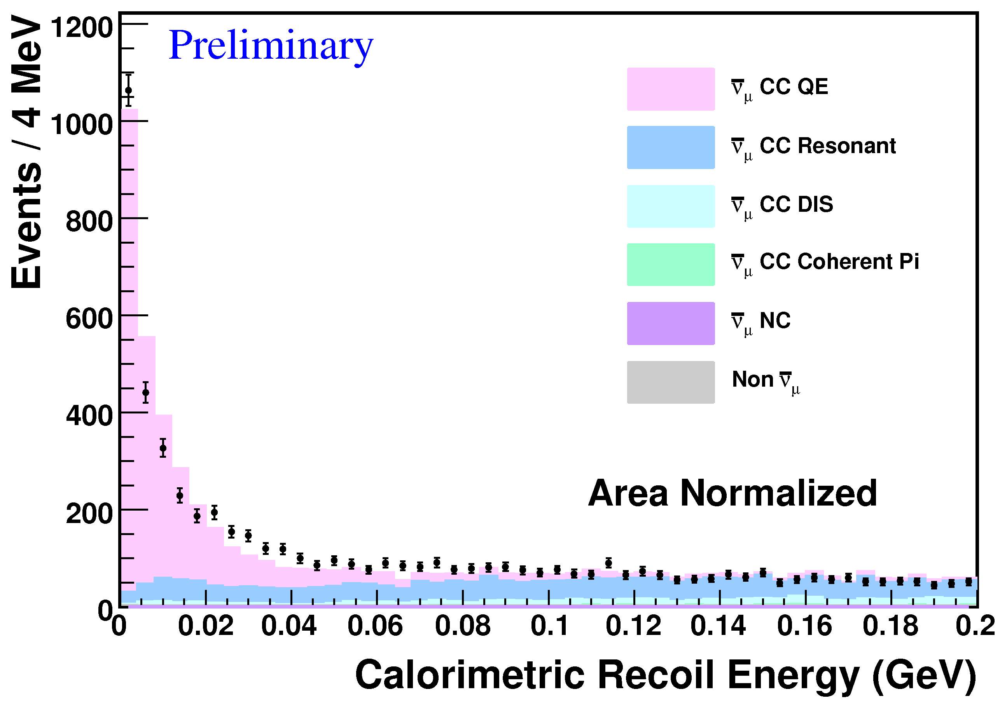 Preliminary
Events / 4 MeV
1200
1000
800
600
400
200
0
ν̅μ CC QE
ν̅μ CC Resonant
ν̅μ CC DIS
ν̅μ CC Coherent Pi
ν̅μ NC
Non ν̅μ
Area Normalized
0 0.02 0.04 0.06 0.08 0.1 0.12 0.14 0.16 0.18 0.2
Calorimetric Recoil Energy (GeV)